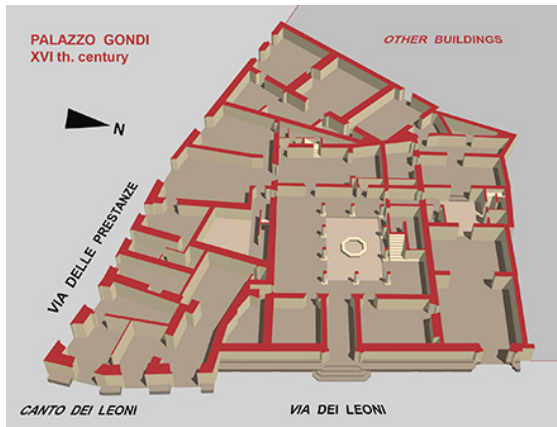 PALAZZO GONDI
XVI th. century
OTHER BUILDINGS
N
VIA DELLE PRESTANZE
CANTO DEI LEONI
VIA DEI LEONI